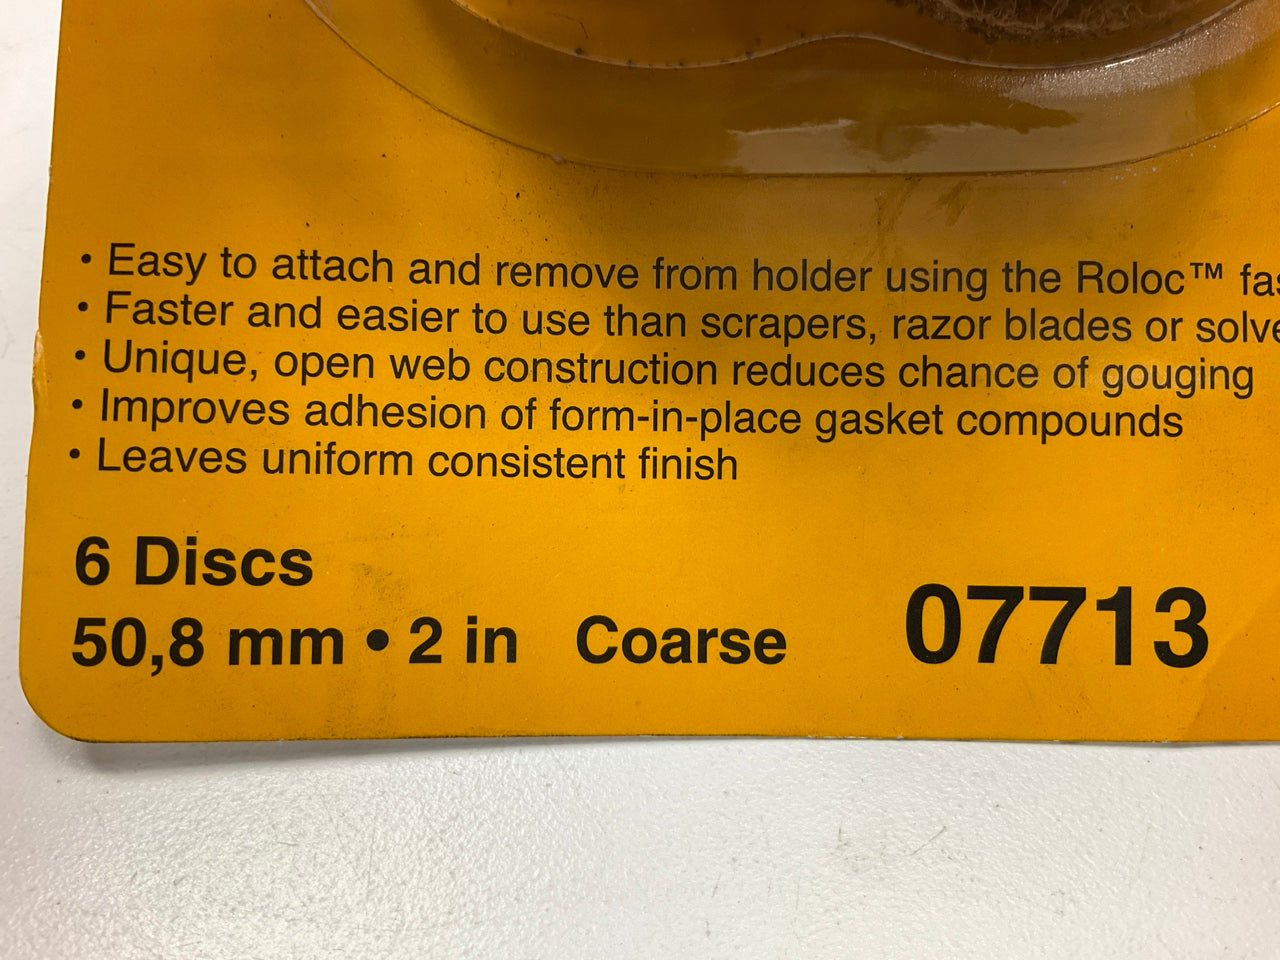 • Easy to attach and remove from holder using the Roloc™
• Faster and easier to use than scrapers, razor blades or
• Unique, open web construction reduces chance of gouging
• Improves adhesion of form-in-place gasket compounds
• Leaves uniform consistent finish
6 Discs
50,8 mm • 2 in Coarse 07713